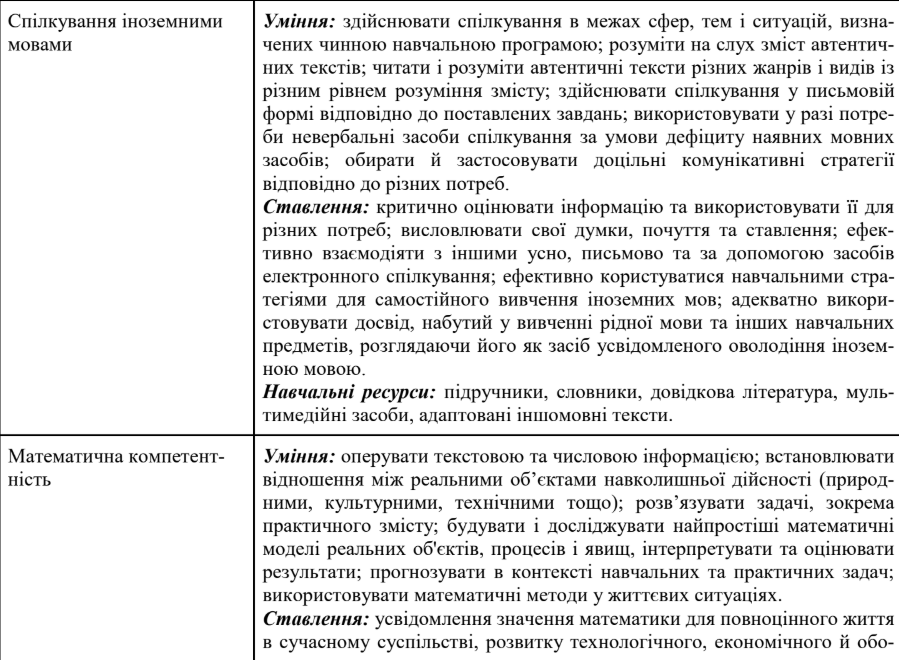 Спілкування іноземними
мовами
Уміння: здійснювати спілкування в межах сфер, тем і ситуацій, визна-
чених чинною навчальною програмою; розуміти на слух зміст автентич-
них текстів; читати і розуміти автентичні тексти різних жанрів і видів із
різним рівнем розуміння змісту; здійснювати спілкування у письмовій
формі відповідно до поставлених завдань; використовувати у разі потре-
би невербальні засоби спілкування за умови дефіциту наявних мовних
засобів; обирати й застосовувати доцільні комунікативні стратегії
відповідно до різних потреб.
Ставлення: критично оцінювати інформацію та використовувати її для
різних потреб; висловлювати свої думки, почуття та ставлення; ефек-
тивно взаємодіяти з іншими усно, письмово та за допомогою засобів
електронного спілкування; ефективно користуватися навчальними стра-
тегіями для самостійного вивчення іноземних мов; адекватно викори-
стовувати досвід, набутий у вивченні рідної мови та інших навчальних
предметів, розглядаючи його як засіб усвідомленого оволодіння інозем-
ною мовою.
Навчальні ресурси: підручники, словники, довідкова література, муль-
тимедійні засоби, адаптовані іншомовні тексти.
Математична компетент-
ність
Уміння: оперувати текстовою та числовою інформацією; встановлювати
відношення між реальними об’єктами навколишньої дійсності (природ-
ними, культурними, технічними тощо); розв’язувати задачі, зокрема
практичного змісту; будувати і досліджувати найпростіші математичні
моделі реальних об'єктів, процесів і явищ, інтерпретувати та оцінювати
результати; прогнозувати в контексті навчальних та практичних задач;
використовувати математичні методи у життєвих ситуаціях.
Ставлення: усвідомлення значення математики для повноцінного життя
в сучасному суспільстві, розвитку технологічного, економічного й обо-